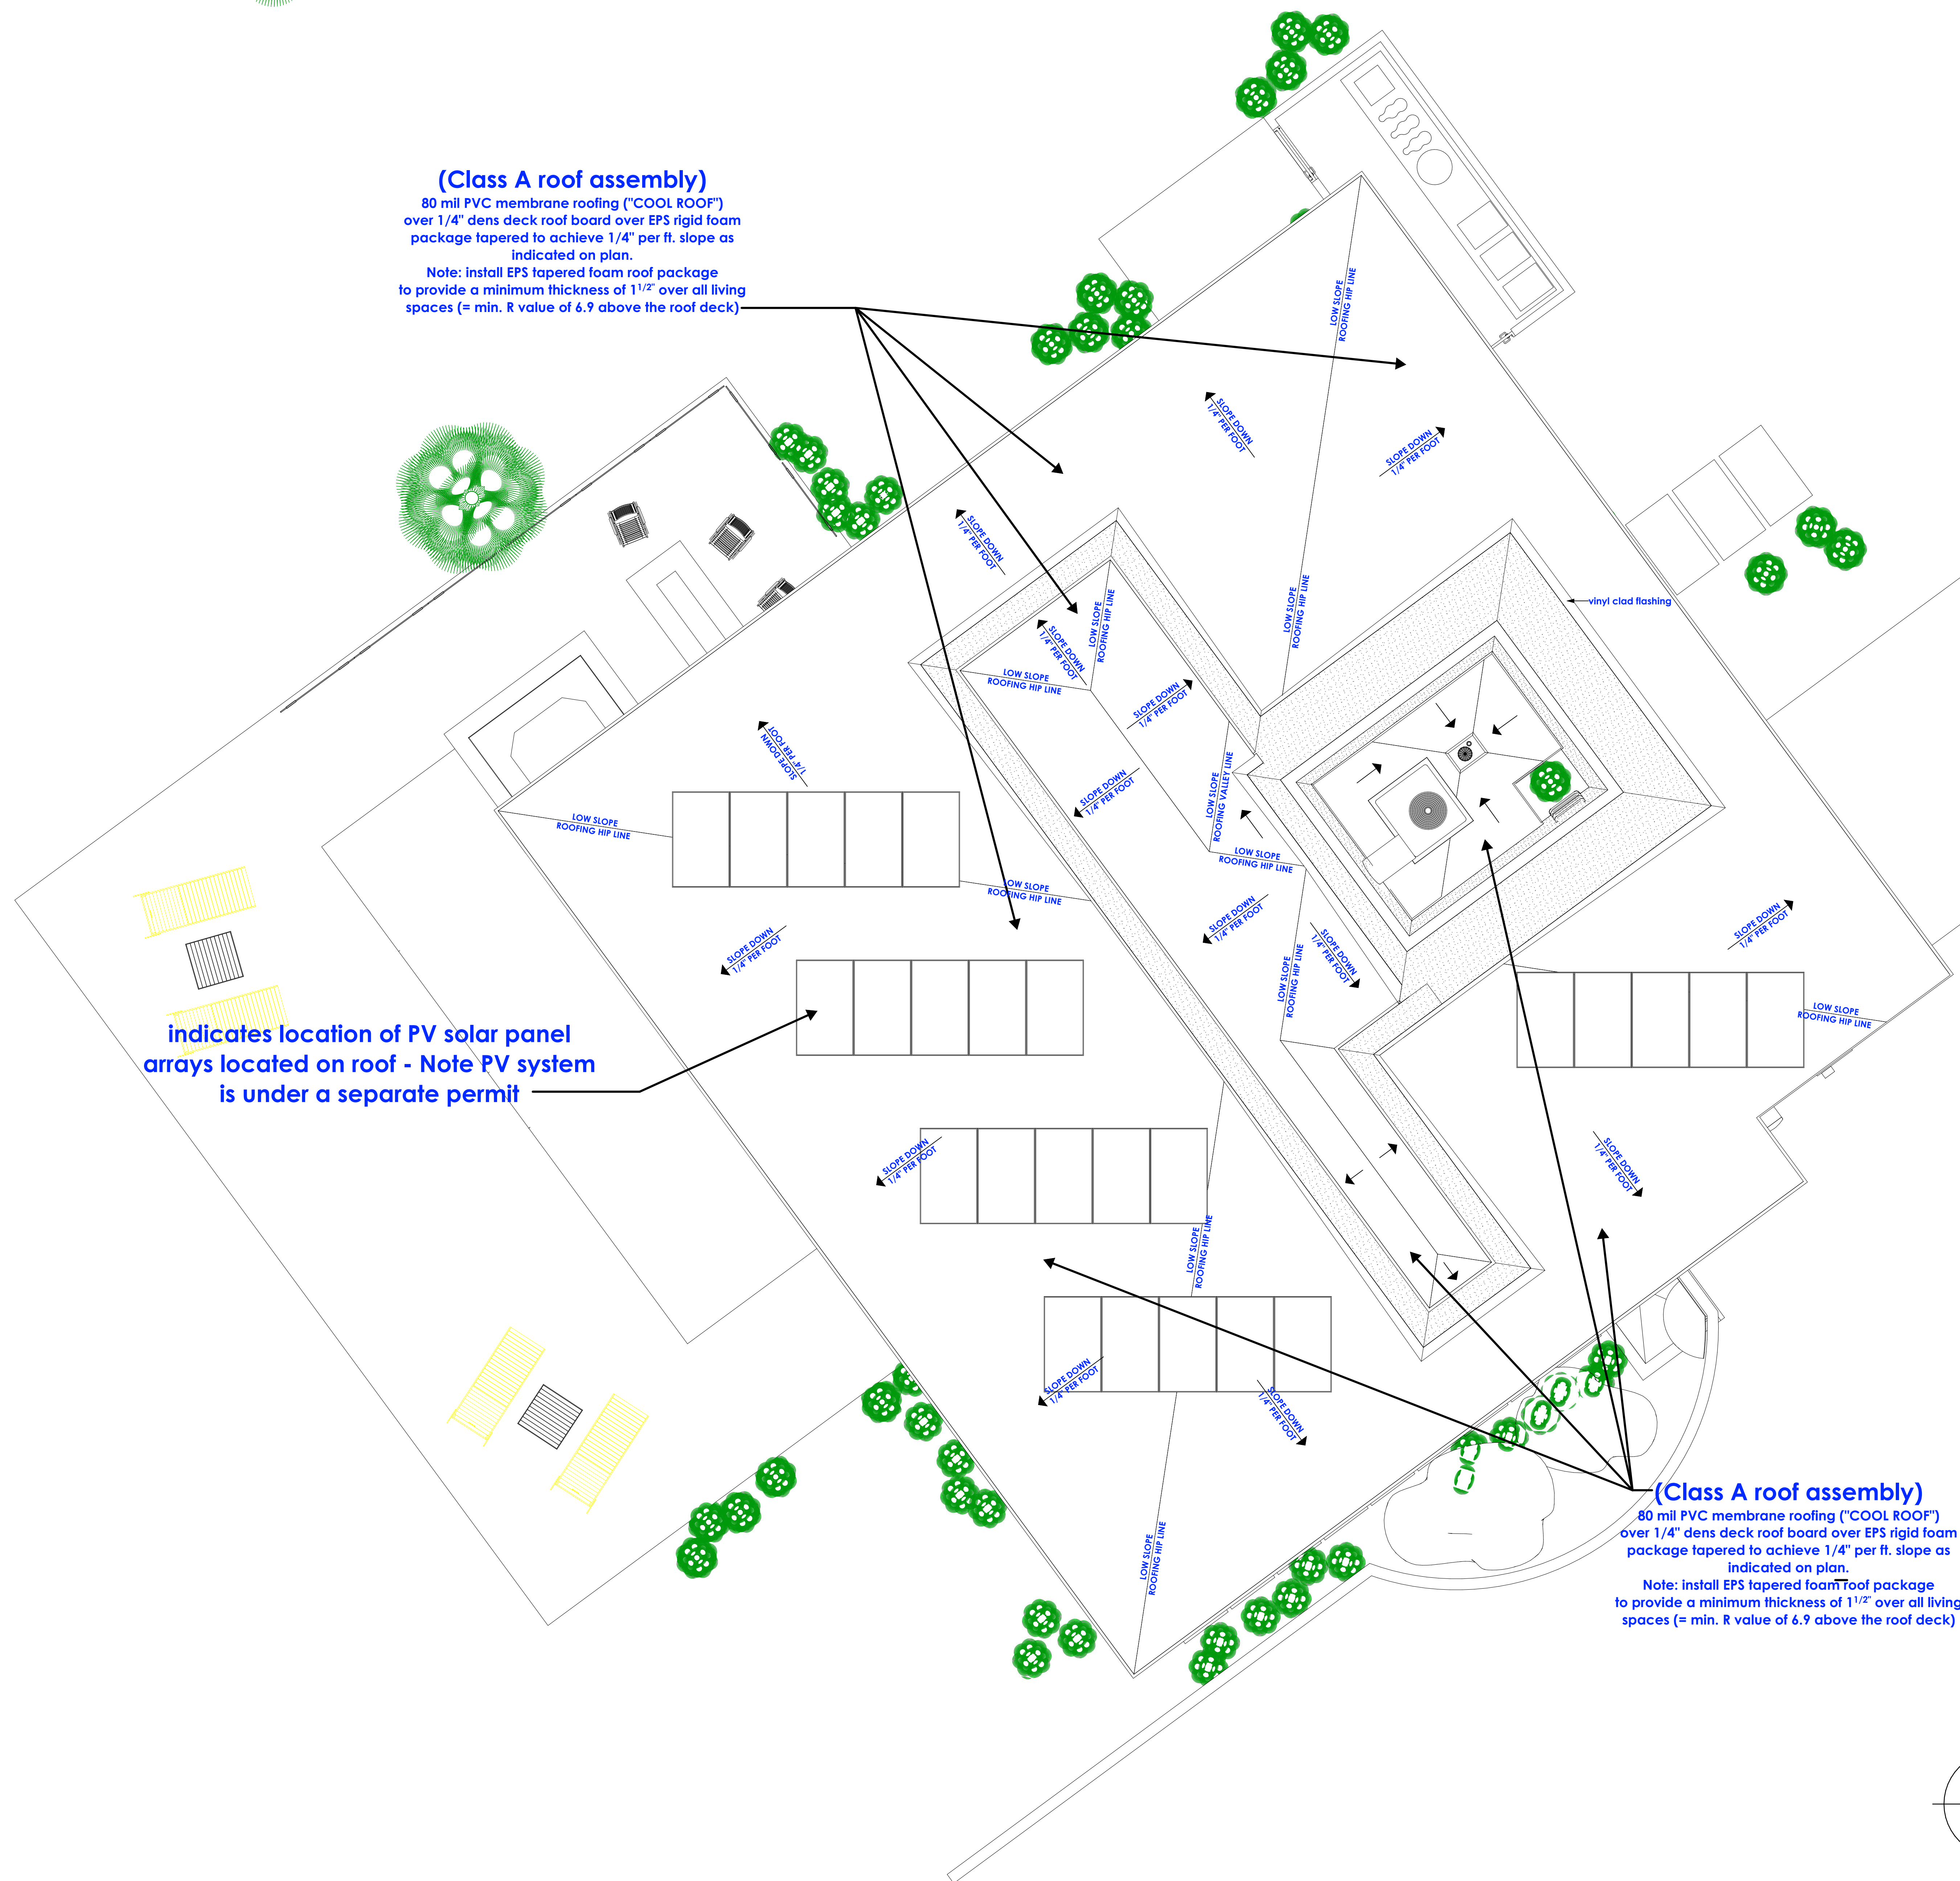 (Class A roof assembly)
80 mil PVC membrane roofing ("COOL ROOF")
over 1/4" dens deck roof board over EPS rigid foam
package tapered to achieve 1/4" per ft. slope as
indicated on plan.
Note: install EPS tapered foam roof package
to provide a minimum thickness of 1 1/2" over all living
spaces (= min. R value of 6.9 above the roof deck)
LOW SLOPE
ROOFING HIP LINE
SLOPE DOWN
1/4" PER FOOT
SLOPE DOWN
1/4" PER FOOT
SLOPE DOWN
1/4" PER FOOT
LOW SLOPE
ROOFING HIP LINE
LOW SLOPE
ROOFING HIP LINE
vinyl clad flashing
SLOPE DOWN
1/4" PER FOOT
LOW SLOPE
ROOFING HIP LINE
SLOPE DOWN
1/4" PER FOOT
SLOPE DOWN
1/4" PER FOOT
LOW SLOPE
ROOFING VALLEY LINE
SLOPE DOWN
1/4" PER FOOT
LOW SLOPE
ROOFING HIP LINE
LOW SLOPE
ROOFING HIP LINE
LOW SLOPE
ROOFING HIP LINE
SLOPE DOWN
1/4" PER FOOT
SLOPE DOWN
1/4" PER FOOT
SLOPE DOWN
1/4" PER FOOT
SLOPE DOWN
1/4" PER FOOT
LOW SLOPE
ROOFING HIP LINE
LOW SLOPE
ROOFING HIP LINE
indicates location of PV solar panel
arrays located on roof - Note PV system
is under a separate permit
SLOPE DOWN
1/4" PER FOOT
SLOPE DOWN
1/4" PER FOOT
LOW SLOPE
ROOFING HIP LINE
SLOPE DOWN
1/4" PER FOOT
SLOPE DOWN
1/4" PER FOOT
LOW SLOPE
ROOFING HIP LINE
(Class A roof assembly)
80 mil PVC membrane roofing ("COOL ROOF")
over 1/4" dens deck roof board over EPS rigid foam
package tapered to achieve 1/4" per ft. slope as
indicated on plan.
Note: install EPS tapered foam roof package
to provide a minimum thickness of 1 1/2" over all living
spaces (= min. R value of 6.9 above the roof deck)